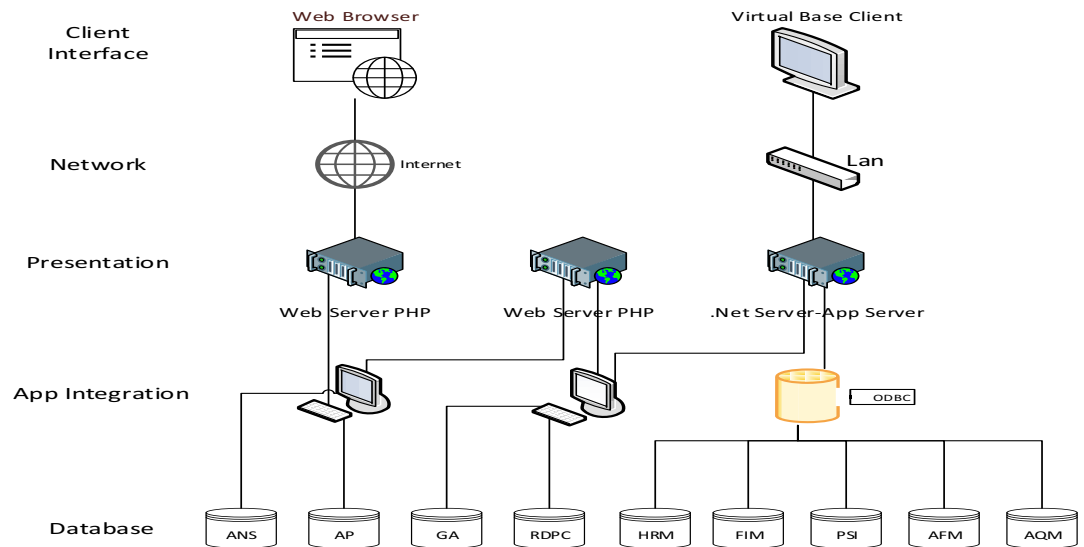 Client
Interface
Web Browser
Virtual Base Client
Network
Internet
Lan
Presentation
Web Server PHP
Web Server PHP
.Net Server-App Server
App Integration
ODBC
Database
ANS
AP
GA
RDPC
HRM
FIM
PSI
AFM
AQM